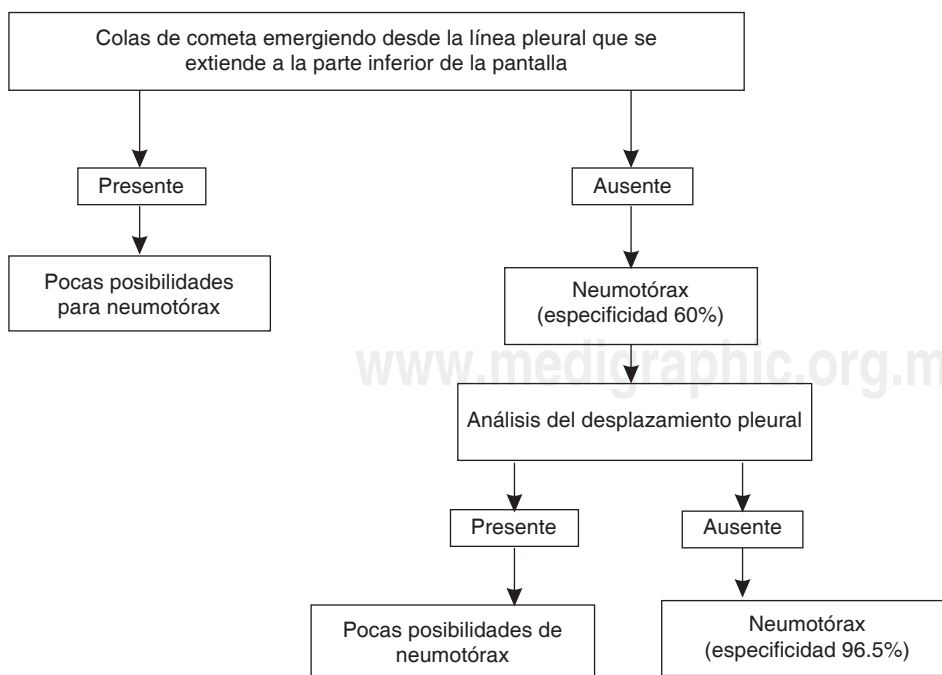 Colas de cometa emergiendo desde la línea pleural que se
extiende a la parte inferior de la pantalla
Presente
Ausente
Pocas posibilidades
para neumotórax
Neumotórax
(especificidad 60%)
www.medigraphic.org.m
Análisis del desplazamiento pleural
Presente
Ausente
Pocas posibilidades de
neumotórax
Neumotórax
(especificidad 96.5%)